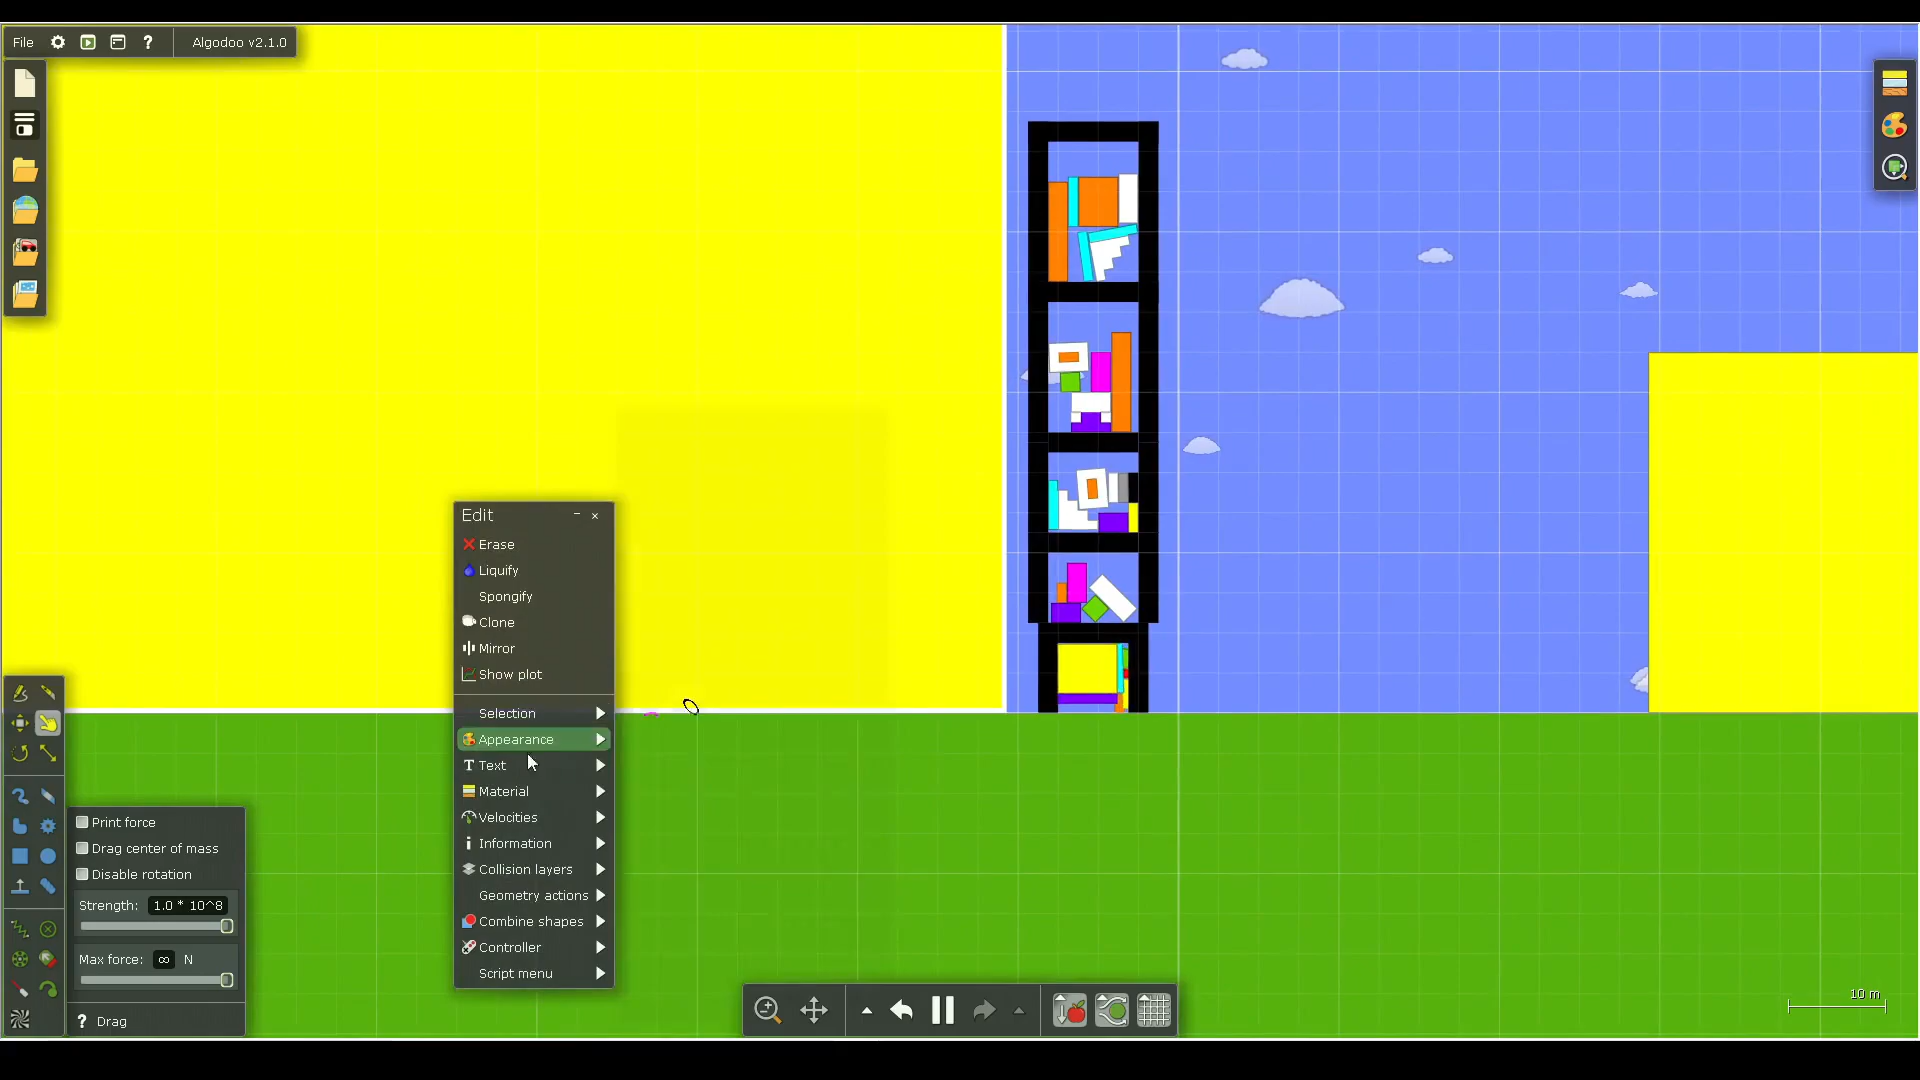 File ? Algodoo v2.1.0
Edit
Erase
Liquify
Spongify
Clone
Mirror
Show plot
Selection
Appearance
Text
Material
Velocities
Information
Collision layers
Geometry actions
Combine shapes
Controller
Script menu
Print force
Drag center of mass
Disable rotation
Strength: 1.0 * 10^8
Max force: ∞ N
? Drag
10 m